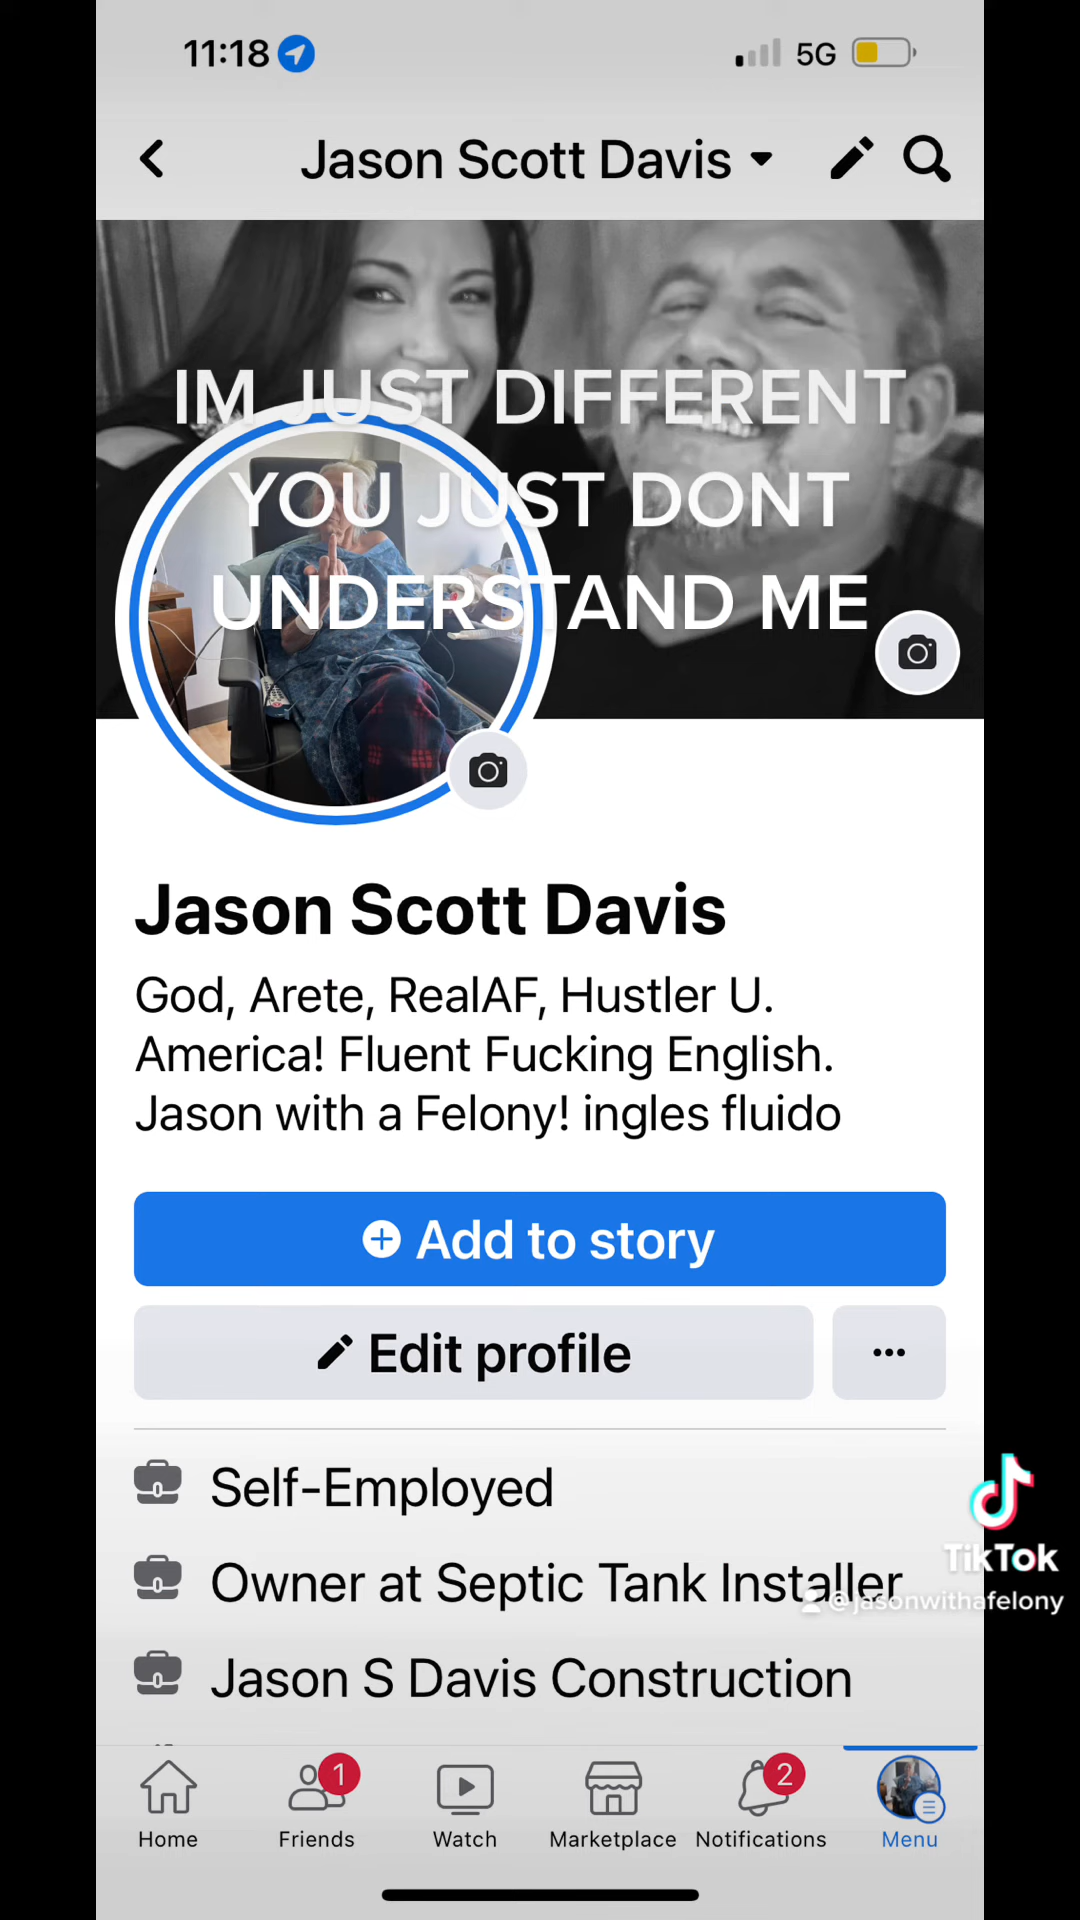 11:18
5G
Jason Scott Davis
IM JUST DIFFERENT
YOU JUST DONT
UNDERSTAND ME
Jason Scott Davis
God, Arete, RealAF, Hustler U.
America! Fluent Fucking English.
Jason with a Felony! ingles fluido
Add to story
Edit profile
Self-Employed
Owner at Septic Tank Installer
Jason S Davis Construction
TikTok
@jasonwithafelony
1
2
Home
Friends
Watch
Marketplace
Notifications
Menu